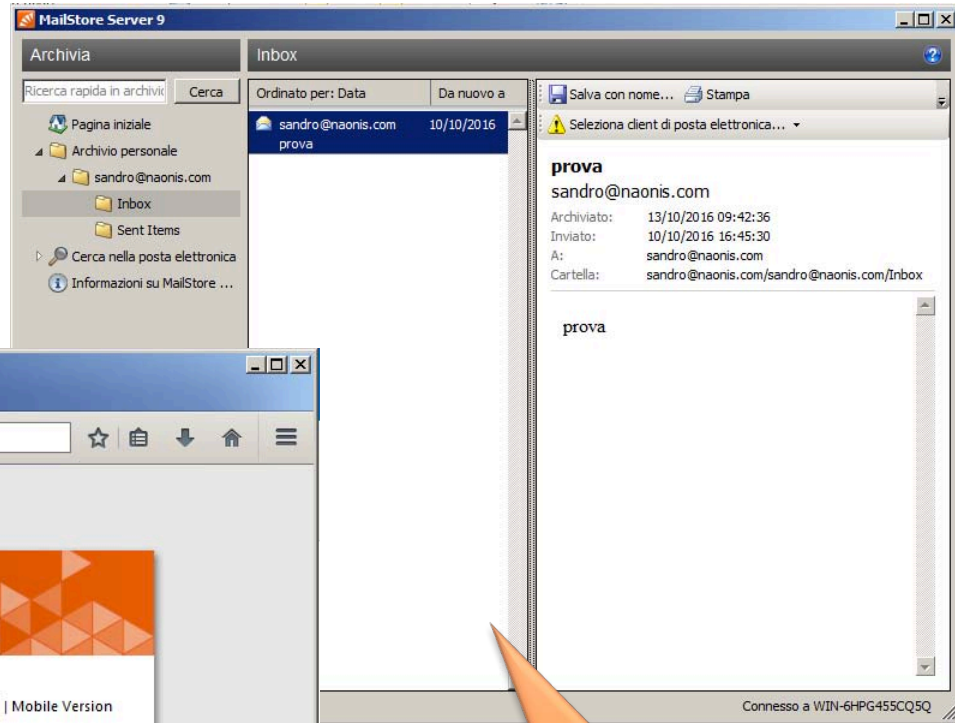 MailStore Server 9
Archivia
Inbox
Cerca
Ordinato per: Data
Da nuovo a
Salva con nome...
Stampa
Ricerca rapida in archivi
Pagina iniziale
Archivio personale
sandro@naonis.com
Inbox
Sent Items
Cerca nella posta elettronica
Informazioni su MailStore ...
sandro@naonis.com 10/10/2016
prova
Seleziona client di posta elettronica...
prova
sandro@naonis.com
Archiviato: 13/10/2016 09:42:36
Inviato: 10/10/2016 16:45:30
A: sandro@naonis.com
Cartella: sandro@naonis.com/sandro@naonis.com/Inbox
prova
| Mobile Version
Connesso a WIN-6HPG455CQ5Q